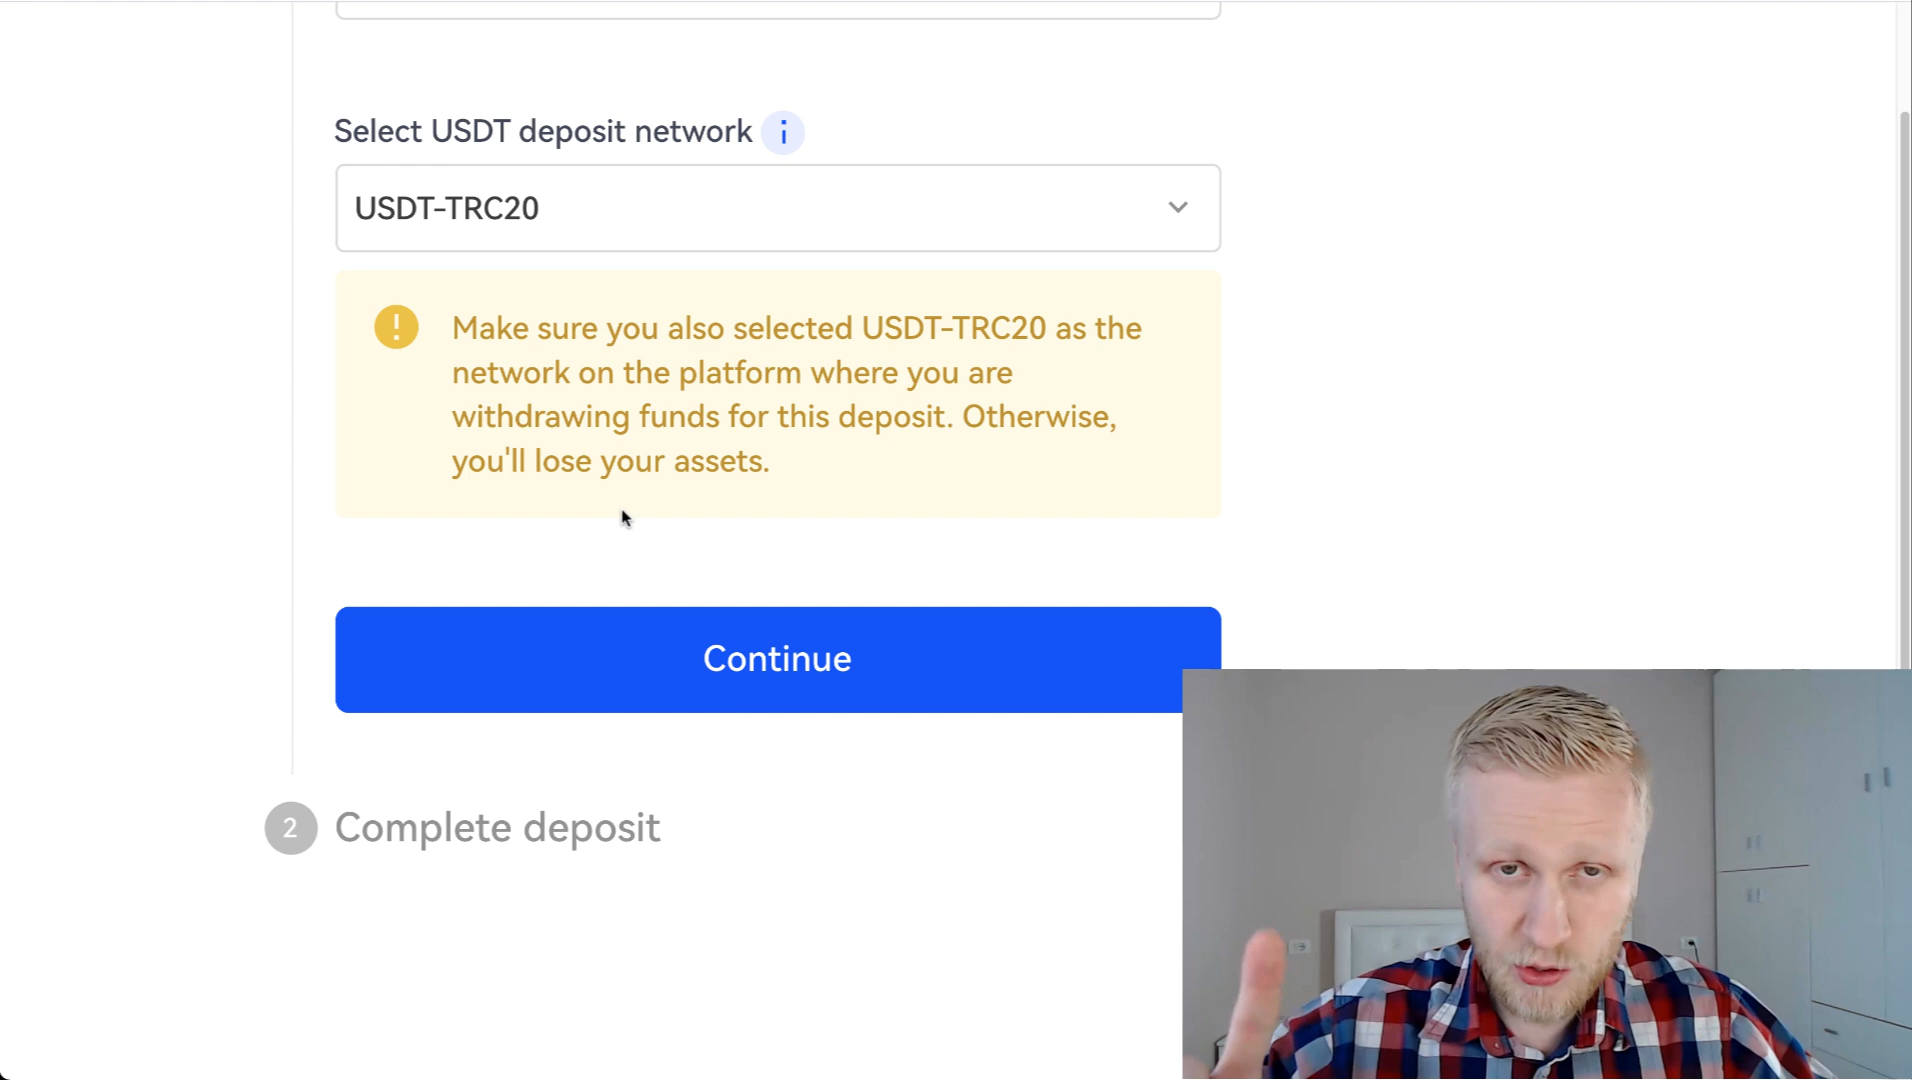 Select USDT deposit network i
USDT-TRC20
! Make sure you also selected USDT-TRC20 as the
network on the platform where you are
withdrawing funds for this deposit. Otherwise,
you'll lose your assets.
Continue
2 Complete deposit